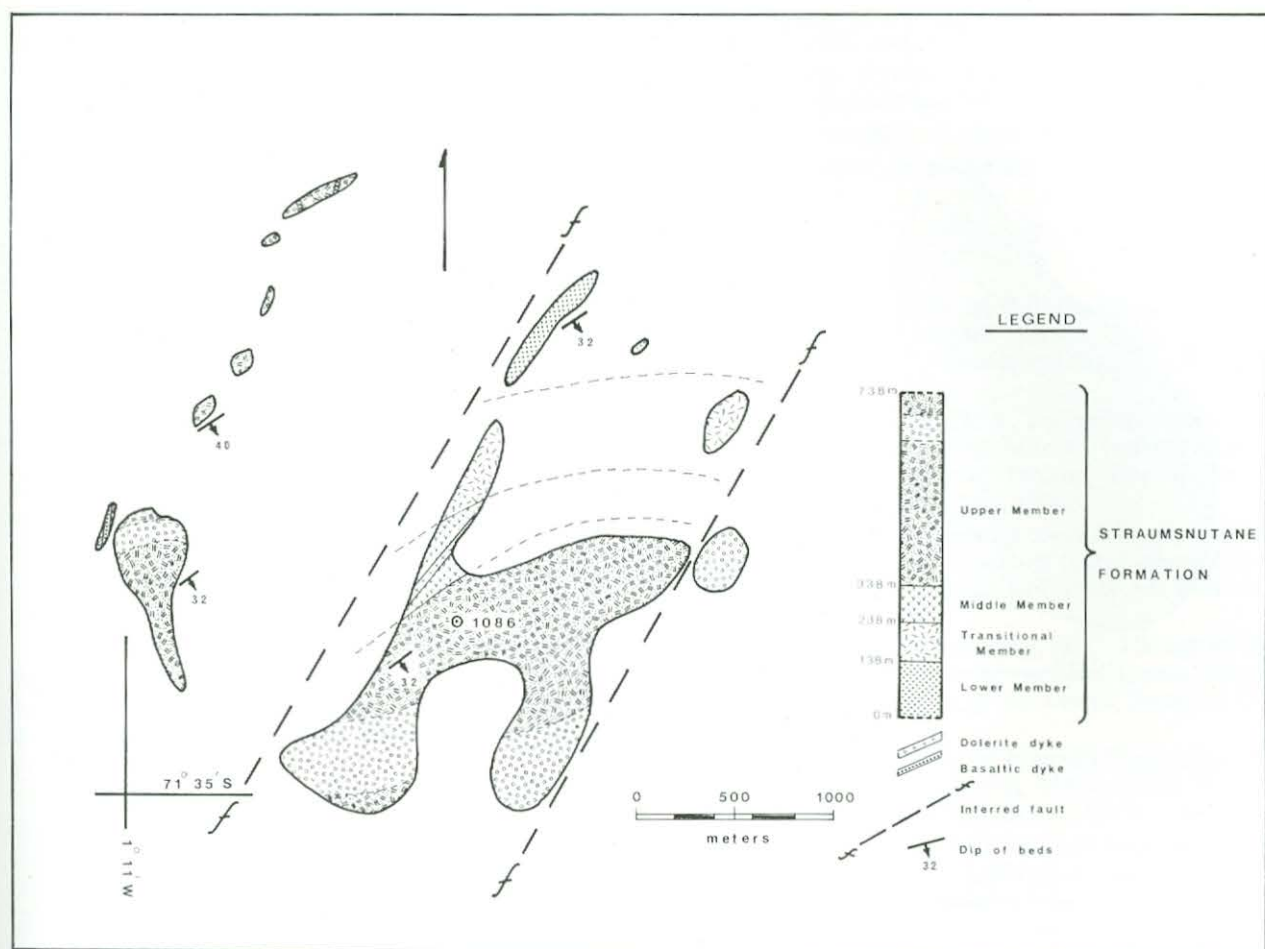 f
32
f
40
32
1086
32
71° 35' S
f
1° 11' W
f
0 500 1000
meters
LEGEND
738m
Upper Member
338m
Middle Member
238m
Transitional
Member
138m
Lower Member
0m
STRAUMSNUTANE
FORMATION
Dolerite dyke
Basaltic dyke
f
Inferred fault
f
Dip of beds
32